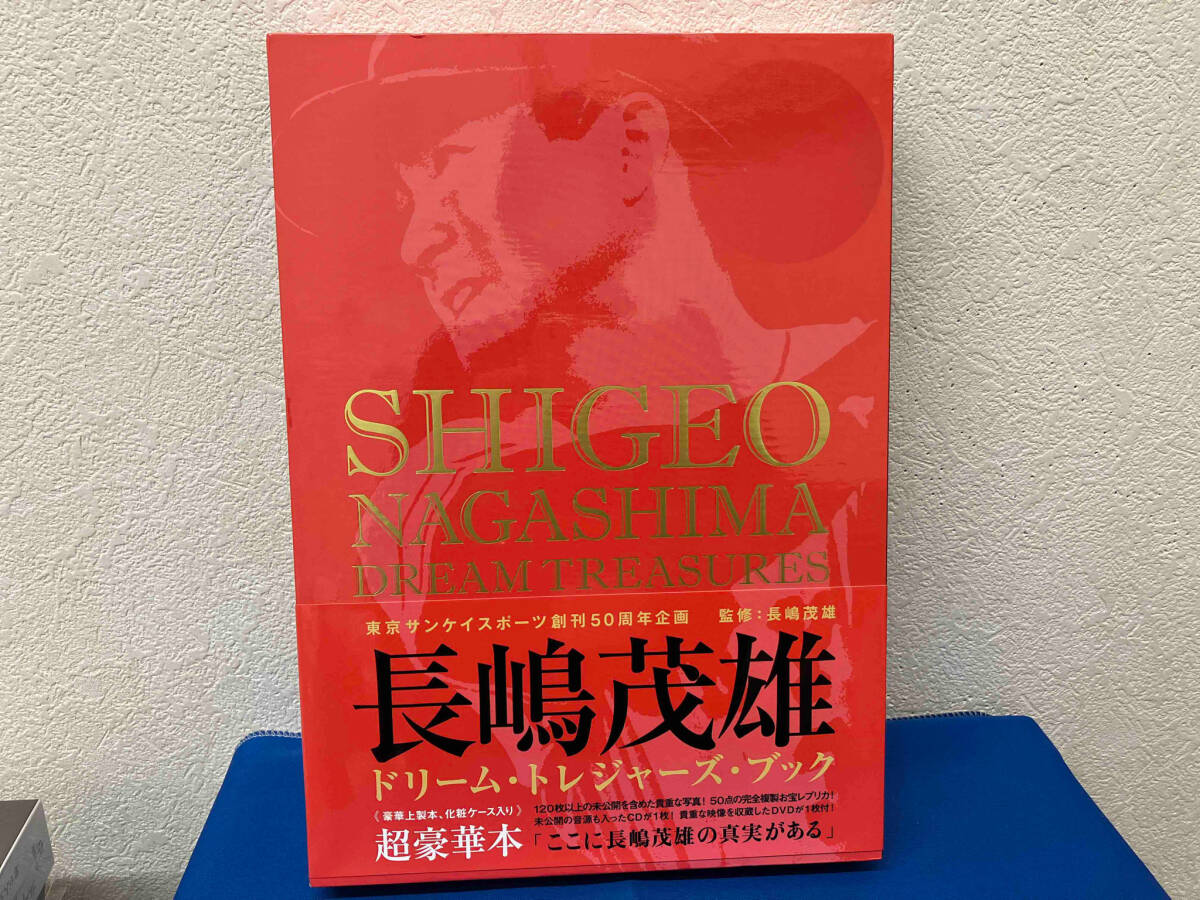 SHIGEO
NAGASHIMA
DREAM TREASURES
東京サンケイスポーツ創刊50周年企画　監修:長嶋茂雄
長嶋茂雄
ドリーム・トレジャーズ・ブック
《豪華上製本、化粧ケース入り》
超豪華本
120枚以上の未公開を含めた貴重な写真!50点の完全複製お宝レプリカ!
未公開の音源も入ったCDが1枚!貴重な映像を収蔵したDVDが1枚付!
「ここに長嶋茂雄の真実がある」